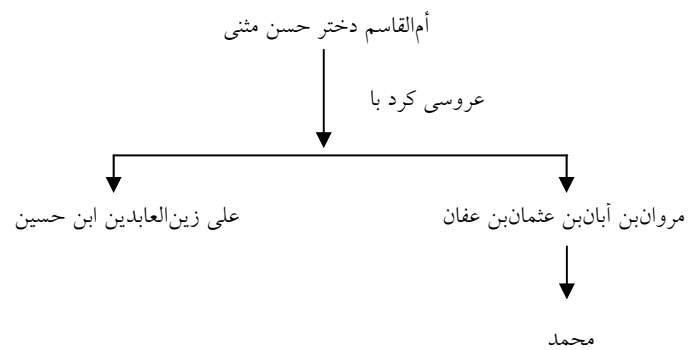 أم‌القاسم دختر حسن مثنی
عروسی کرد با
مروان‌بن أبان‌بن عثمان‌بن عفان
علی زین‌العابدین ابن حسین
محمد